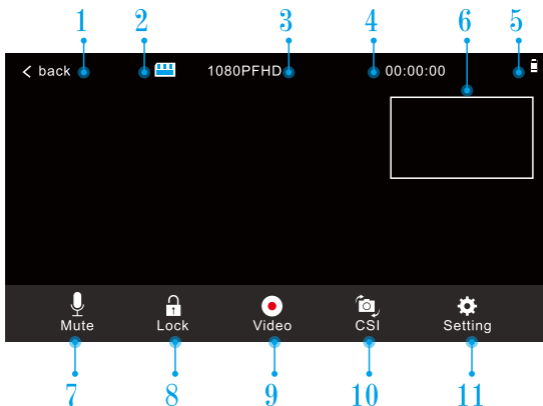 1 2 3 4 6 5
< back 1080PFHD 00:00:00
Mute Lock Video CSI Setting
7 8 9 10 11